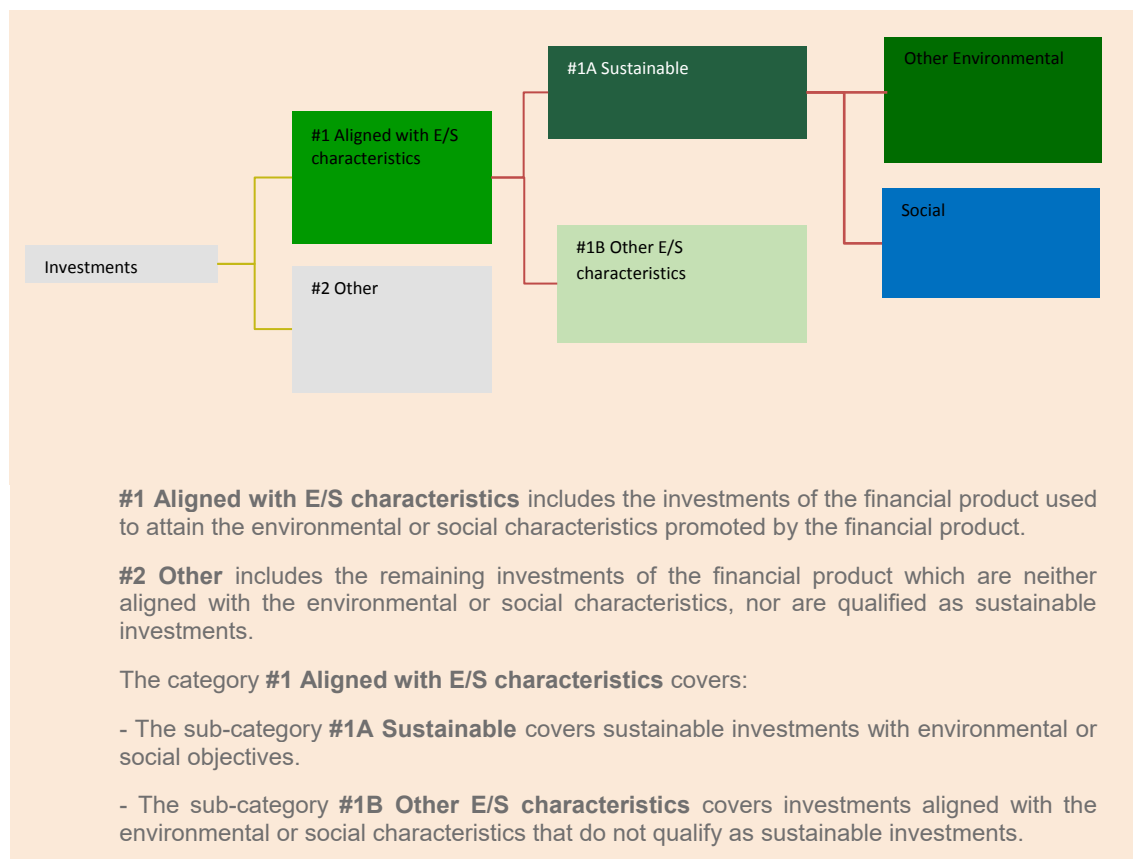 #1A Sustainable
Other Environmental
#1 Aligned with E/S
characteristics
Social
#1B Other E/S
characteristics
Investments
#2 Other
#1 Aligned with E/S characteristics includes the investments of the financial product used
to attain the environmental or social characteristics promoted by the financial product.
#2 Other includes the remaining investments of the financial product which are neither
aligned with the environmental or social characteristics, nor are qualified as sustainable
investments.
The category #1 Aligned with E/S characteristics covers:
- The sub-category #1A Sustainable covers sustainable investments with environmental or
social objectives.
- The sub-category #1B Other E/S characteristics covers investments aligned with the
environmental or social characteristics that do not qualify as sustainable investments.